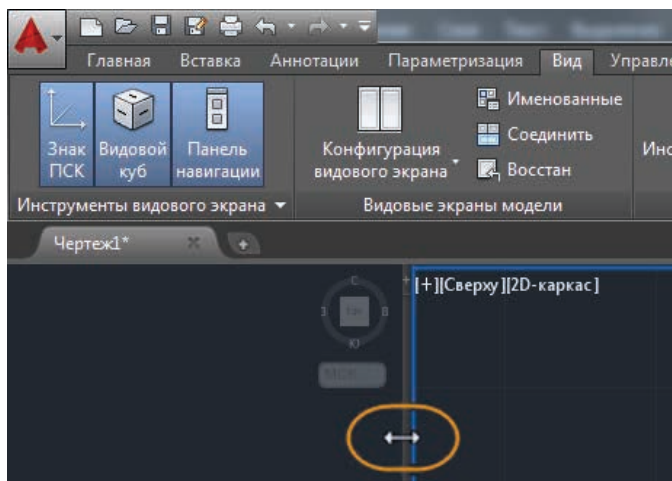 Главная Вставка Аннотации Параметризация Вид Управле
Знак ПСК
Видовой куб
Панель навигации
Конфигурация видового экрана
Именованные
Соединить
Восстан
Инс
Инструменты видового экрана
Видовые экраны модели
Чертеж1*
[+][Сверху][2D-каркас]
С
З
В
Ю